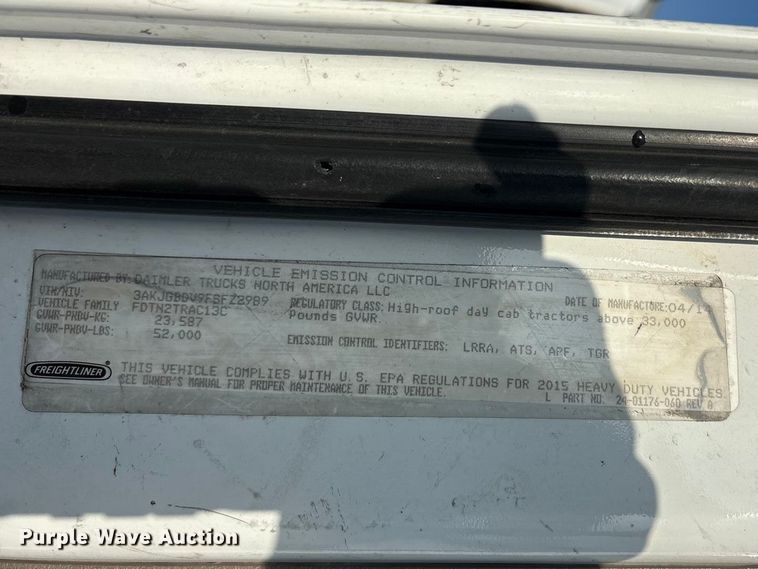 VEHICLE EMISSION CONTROL INFORMATION
MANUFACTURED BY: DAIMLER TRUCKS NORTH AMERICA LLC DATE OF MANUFACTURE: 04/14
VIN/NIV:
VEHICLE FAMILY FDTN2TRAC13C REGULATORY CLASS: High-roof day cab tractors above 33,000
GVWR-PNBV-KG: 23,587 Pounds GVWR.
GVWR-PNBV-LBS: 52,000 EMISSION CONTROL IDENTIFIERS: LRRA, ATS, APF, TGR
FREIGHTLINER
THIS VEHICLE COMPLIES WITH U.S. EPA REGULATIONS FOR 2015 HEAVY DUTY VEHICLES.
SEE OWNER'S MANUAL FOR PROPER MAINTENANCE OF THIS VEHICLE.
L PART NO. 24-01176-060 REV A
Purple Wave Auction